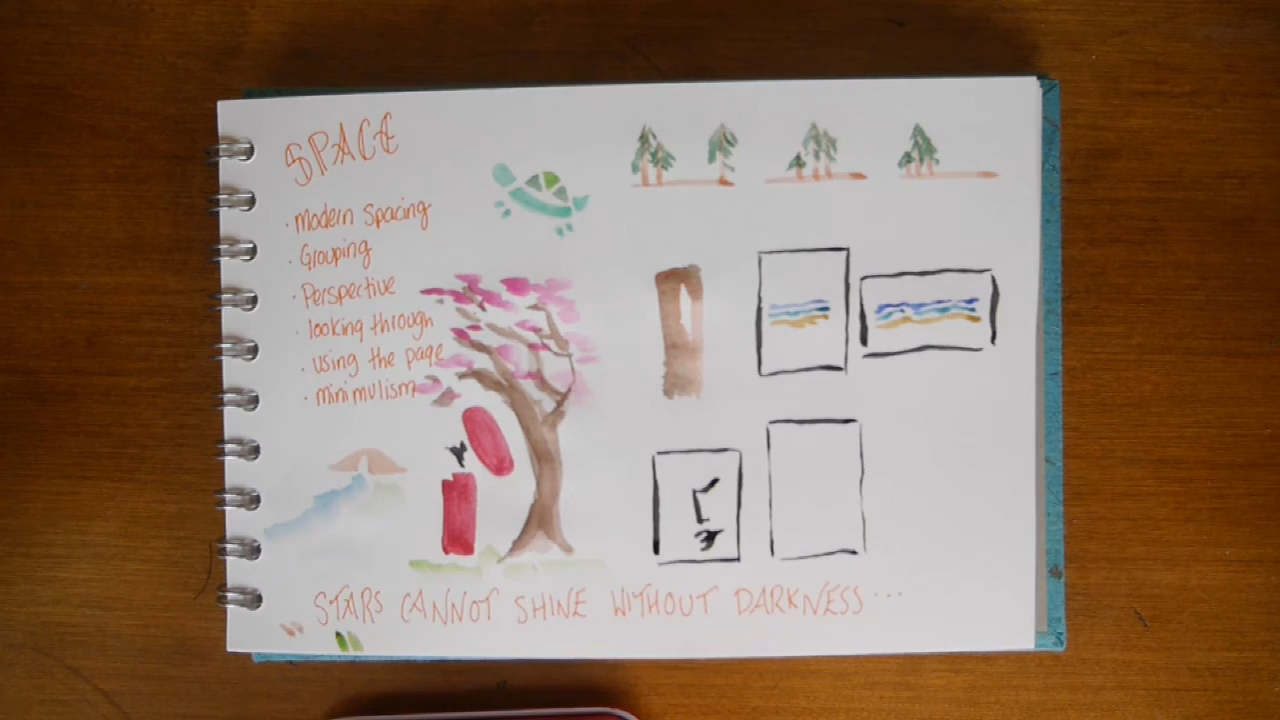 SPACE
· Modern Spacing
· Grouping
· Perspective
· looking through
· using the page
· minimulism
STARS CANNOT SHINE WITHOUT DARKNESS...